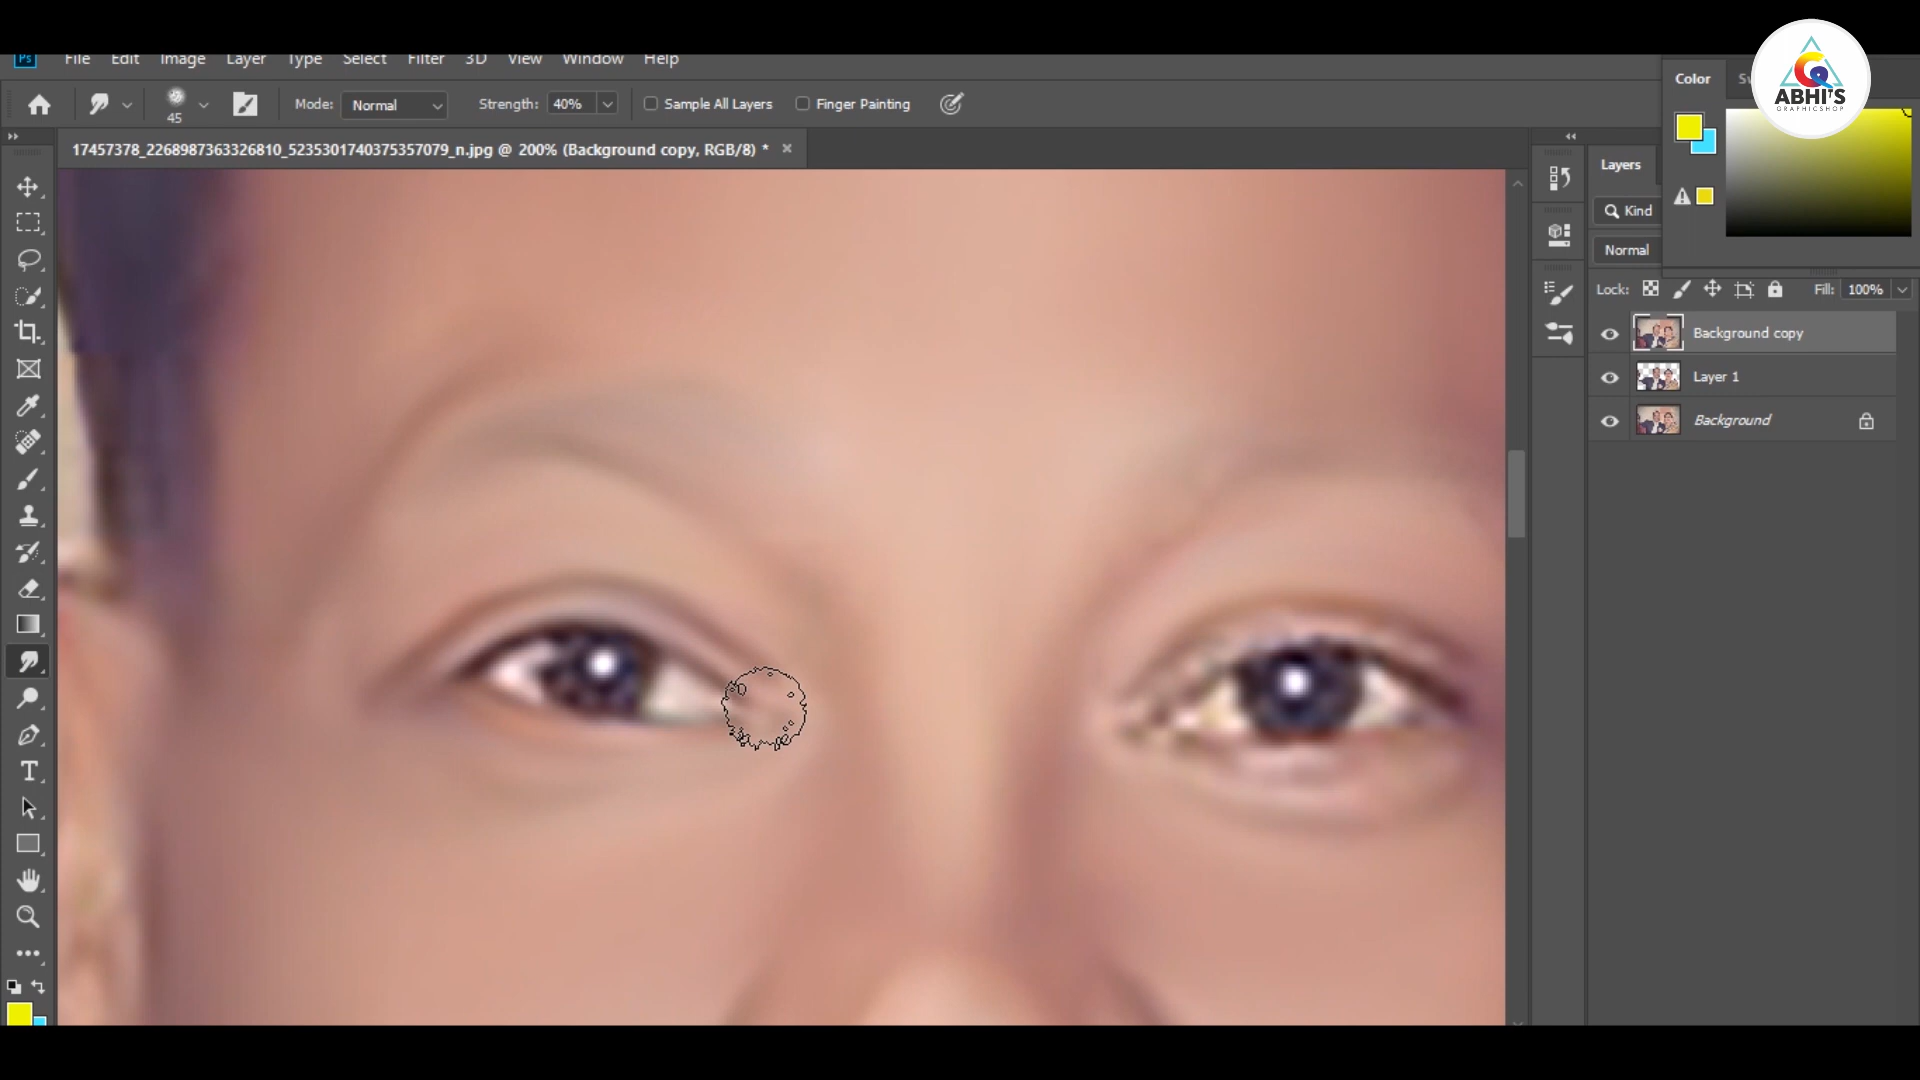 Ps File Edit Image Layer Type Select Filter 3D View Window Help
45 Mode: Normal Strength: 40% Sample All Layers Finger Painting
17457378_2268987363326810_5235301740375357079_n.jpg @ 200% (Background copy, RGB/8) *
Color
ABHI'S
GRAPHICSHOP
Layers
Kind
Normal
Lock: Fill: 100%
Background copy
Layer 1
Background